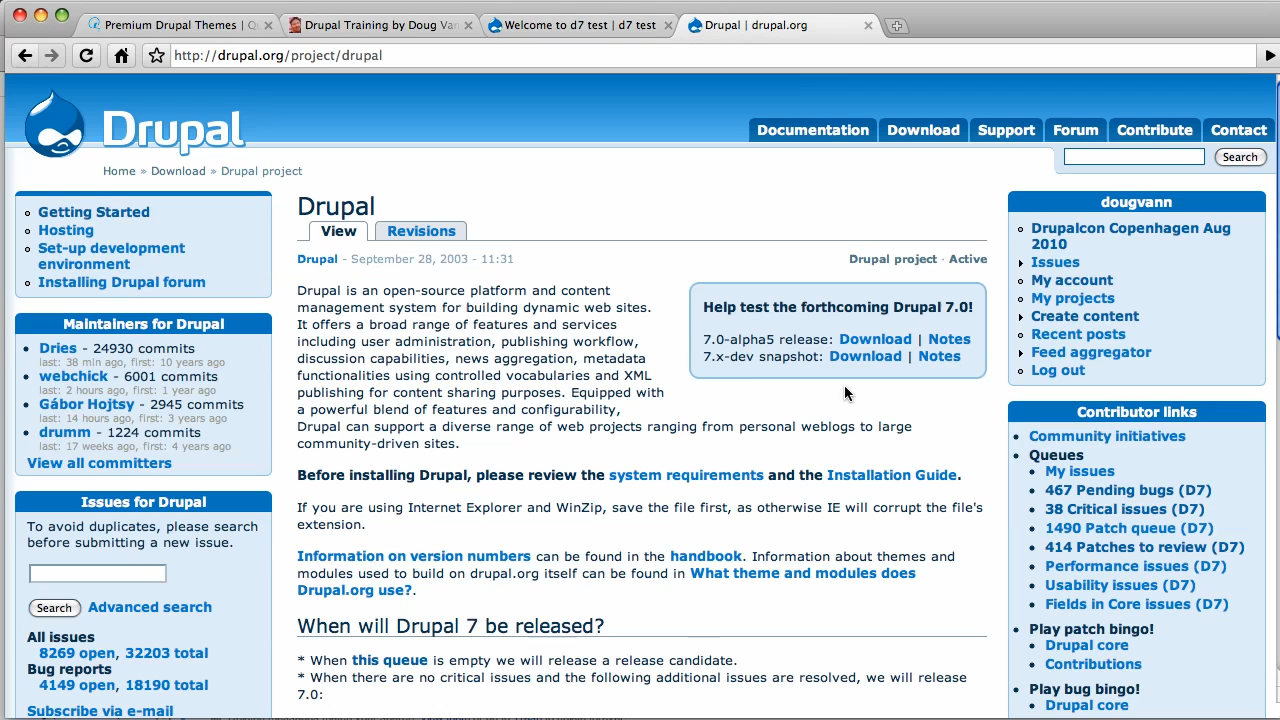 Premium Drupal Themes | Q
Drupal Training by Doug Van
Welcome to d7 test | d7 test
Drupal | drupal.org
http://drupal.org/project/drupal
Drupal
Documentation
Download
Support
Forum
Contribute
Contact
Search
Home » Download » Drupal project
Getting Started
Hosting
Set-up development
environment
Installing Drupal forum
Maintainers for Drupal
Dries - 24930 commits
last: 38 min ago, first: 10 years ago
webchick - 6001 commits
last: 2 hours ago, first: 1 year ago
Gábor Hojtsy - 2945 commits
last: 14 hours ago, first: 3 years ago
drumm - 1224 commits
last: 17 weeks ago, first: 4 years ago
View all committers
Issues for Drupal
To avoid duplicates, please search
before submitting a new issue.
Search
Advanced search
All issues
8269 open, 32203 total
Bug reports
4149 open, 18190 total
Subscribe via e-mail
Drupal
View
Revisions
Drupal - September 28, 2003 - 11:31
Drupal project · Active
Drupal is an open-source platform and content
management system for building dynamic web sites.
It offers a broad range of features and services
including user administration, publishing workflow,
discussion capabilities, news aggregation, metadata
functionalities using controlled vocabularies and XML
publishing for content sharing purposes. Equipped with
a powerful blend of features and configurability,
Drupal can support a diverse range of web projects ranging from personal weblogs to large
community-driven sites.
Help test the forthcoming Drupal 7.0!
7.0-alpha5 release: Download | Notes
7.x-dev snapshot: Download | Notes
Before installing Drupal, please review the system requirements and the Installation Guide.
If you are using Internet Explorer and WinZip, save the file first, as otherwise IE will corrupt the file's
extension.
Information on version numbers can be found in the handbook. Information about themes and
modules used to build on drupal.org itself can be found in What theme and modules does
Drupal.org use?.
When will Drupal 7 be released?
* When this queue is empty we will release a release candidate.
* When there are no critical issues and the following additional issues are resolved, we will release
7.0:
dougvann
Drupalcon Copenhagen Aug
2010
Issues
My account
My projects
Create content
Recent posts
Feed aggregator
Log out
Contributor links
Community initiatives
Queues
My issues
467 Pending bugs (D7)
38 Critical issues (D7)
1490 Patch queue (D7)
414 Patches to review (D7)
Performance issues (D7)
Usability issues (D7)
Fields in Core issues (D7)
Play patch bingo!
Drupal core
Contributions
Play bug bingo!
Drupal core